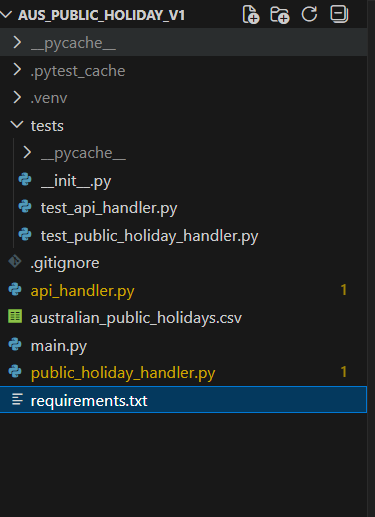 AUS_PUBLIC_HOLIDAY_V1
__pycache__
.pytest_cache
.venv
tests
__pycache__
__init__.py
test_api_handler.py
test_public_holiday_handler.py
.gitignore
api_handler.py 1
australian_public_holidays.csv
main.py
public_holiday_handler.py 1
requirements.txt